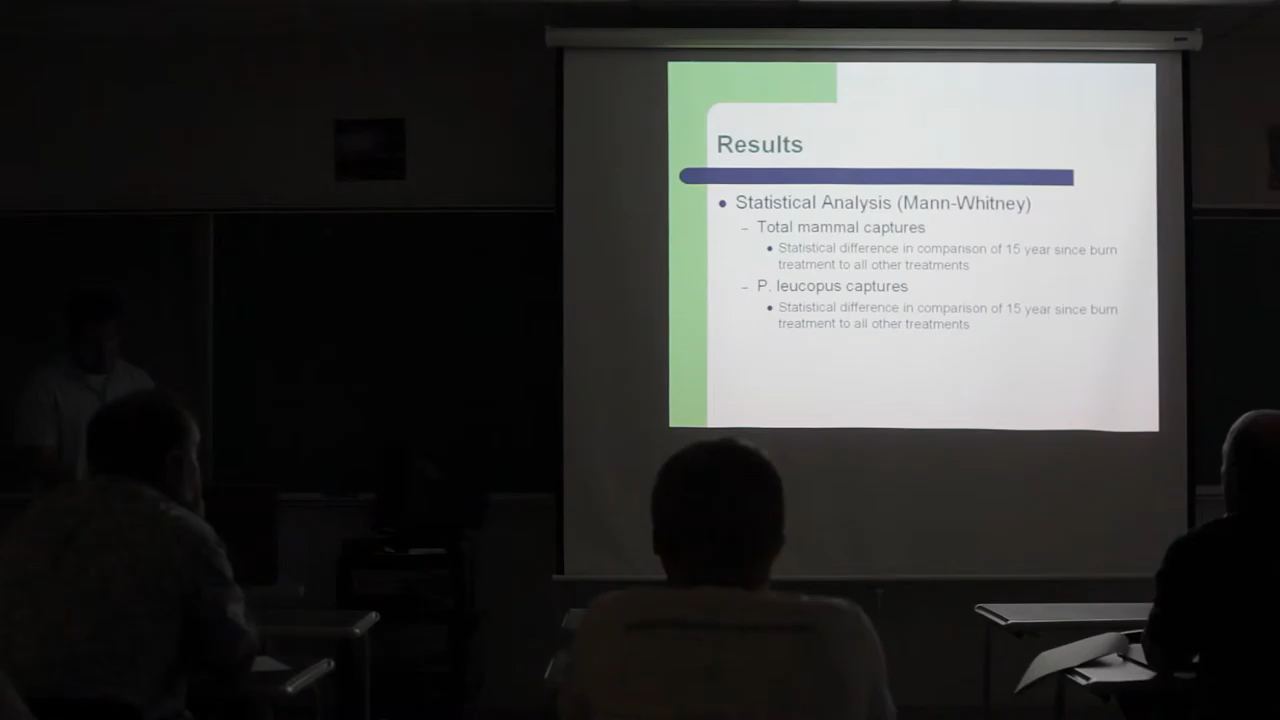 Results
Statistical Analysis (Mann-Whitney)
– Total mammal captures
Statistical difference in comparison of 15 year since burn
treatment to all other treatments
– P. leucopus captures
Statistical difference in comparison of 15 year since burn
treatment to all other treatments